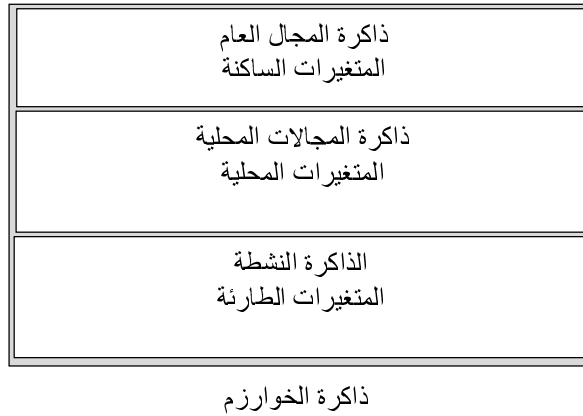 ذاكرة المجال العام
المتغيرات الساكنة
ذاكرة المجالات المحلية
المتغيرات المحلية
الذاكرة النشطة
المتغيرات الطارئة
ذاكرة الخوارزم